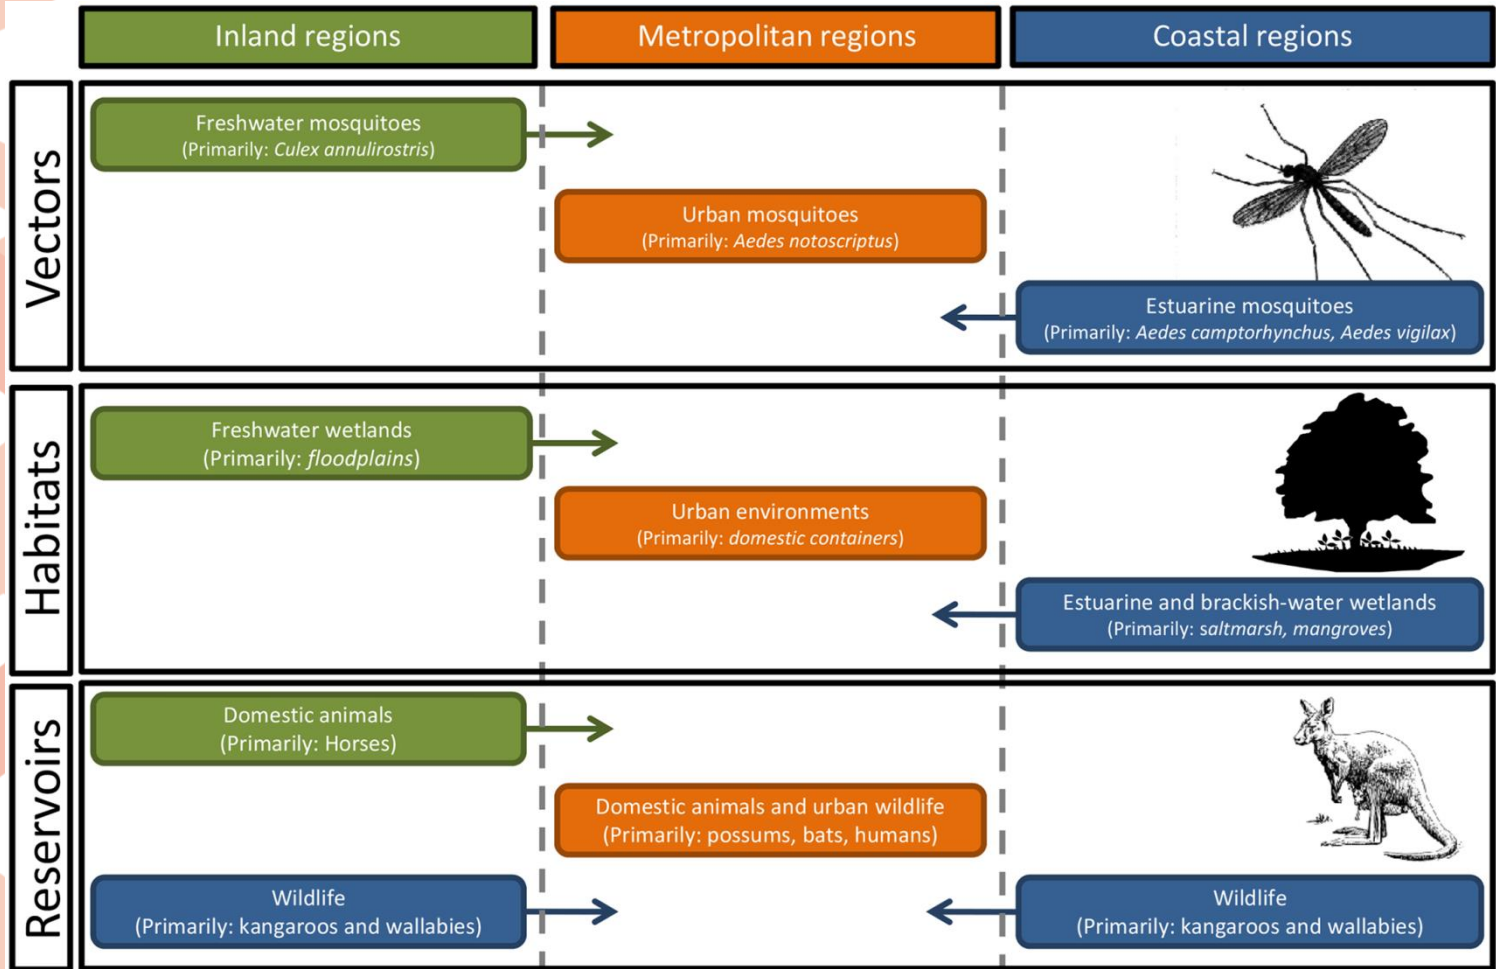 Inland regions
Metropolitan regions
Coastal regions
Vectors
Freshwater mosquitoes
(Primarily: Culex annulirostris)
Urban mosquitoes
(Primarily: Aedes notoscriptus)
Estuarine mosquitoes
(Primarily: Aedes camptorhynchus, Aedes vigilax)
Habitats
Freshwater wetlands
(Primarily: floodplains)
Urban environments
(Primarily: domestic containers)
Estuarine and brackish-water wetlands
(Primarily: saltmarsh, mangroves)
Reservoirs
Domestic animals
(Primarily: Horses)
Domestic animals and urban wildlife
(Primarily: possums, bats, humans)
Wildlife
(Primarily: kangaroos and wallabies)
Wildlife
(Primarily: kangaroos and wallabies)